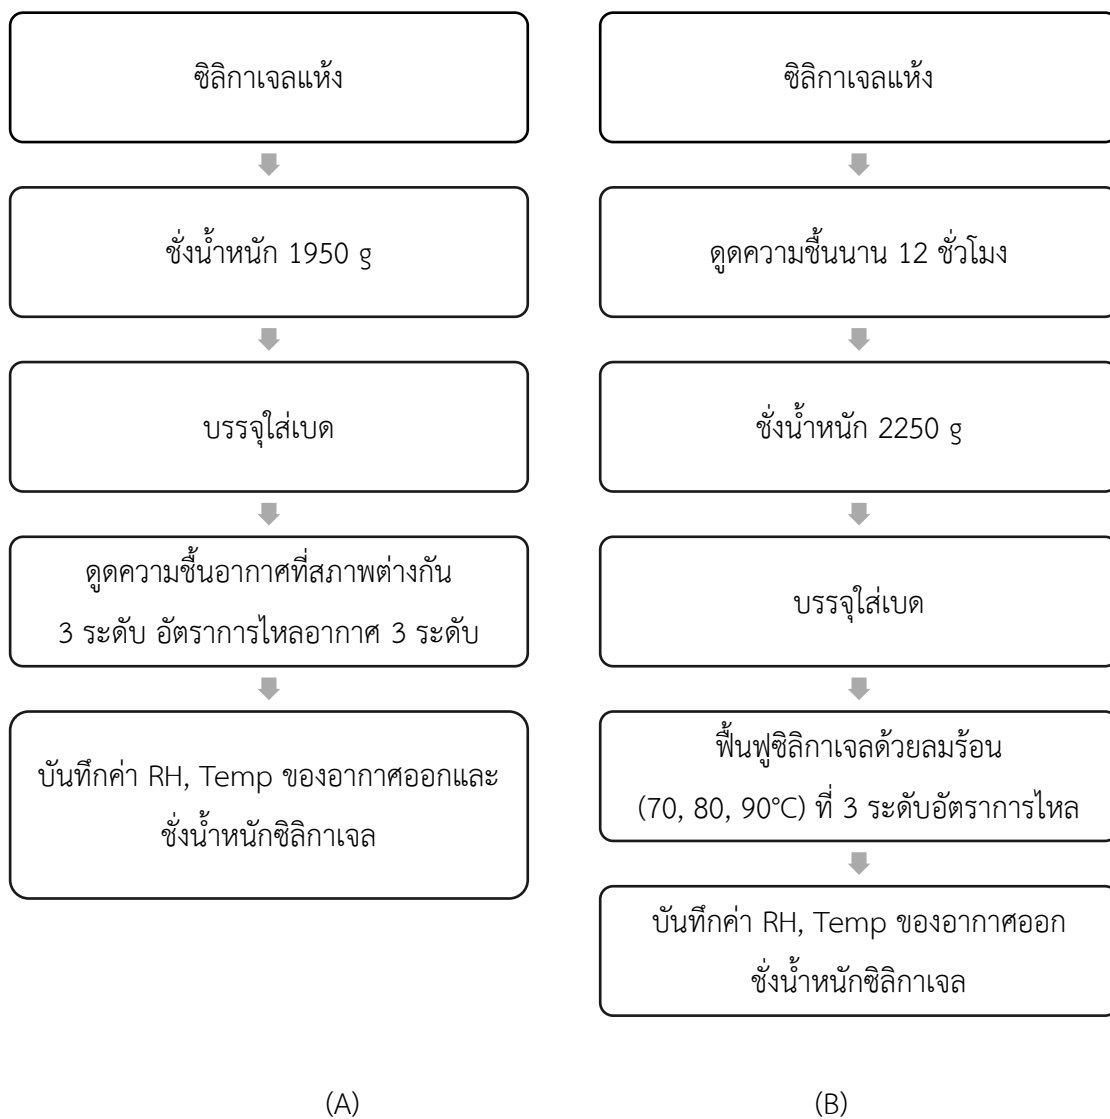 ซิลิกาเจลแห้ง
ชั่งน้ำหนัก 1950 g
บรรจุใส่เบด
ดูดความชื้นอากาศที่สภาพต่างกัน
3 ระดับ อัตราการไหลอากาศ 3 ระดับ
บันทึกค่า RH, Temp ของอากาศออกและ
ชั่งน้ำหนักซิลิกาเจล
(A)
ซิลิกาเจลแห้ง
ดูดความชื้นนาน 12 ชั่วโมง
ชั่งน้ำหนัก 2250 g
บรรจุใส่เบด
ฟื้นฟูซิลิกาเจลด้วยลมร้อน
(70, 80, 90°C) ที่ 3 ระดับอัตราการไหล
บันทึกค่า RH, Temp ของอากาศออก
ชั่งน้ำหนักซิลิกาเจล
(B)